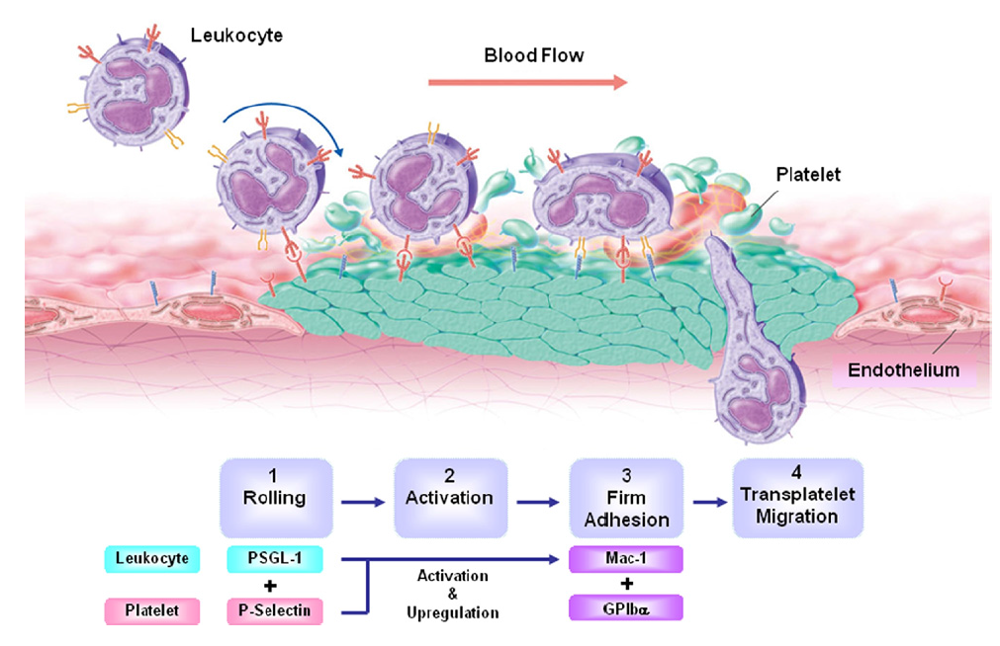 Leukocyte
Blood Flow
Platelet
Endothelium
1
Rolling
2
Activation
3
Firm
Adhesion
4
Transplatelet
Migration
Leukocyte
PSGL-1
Mac-1
+
Activation
&
Upregulation
+
Platelet
P-Selectin
GPIbα